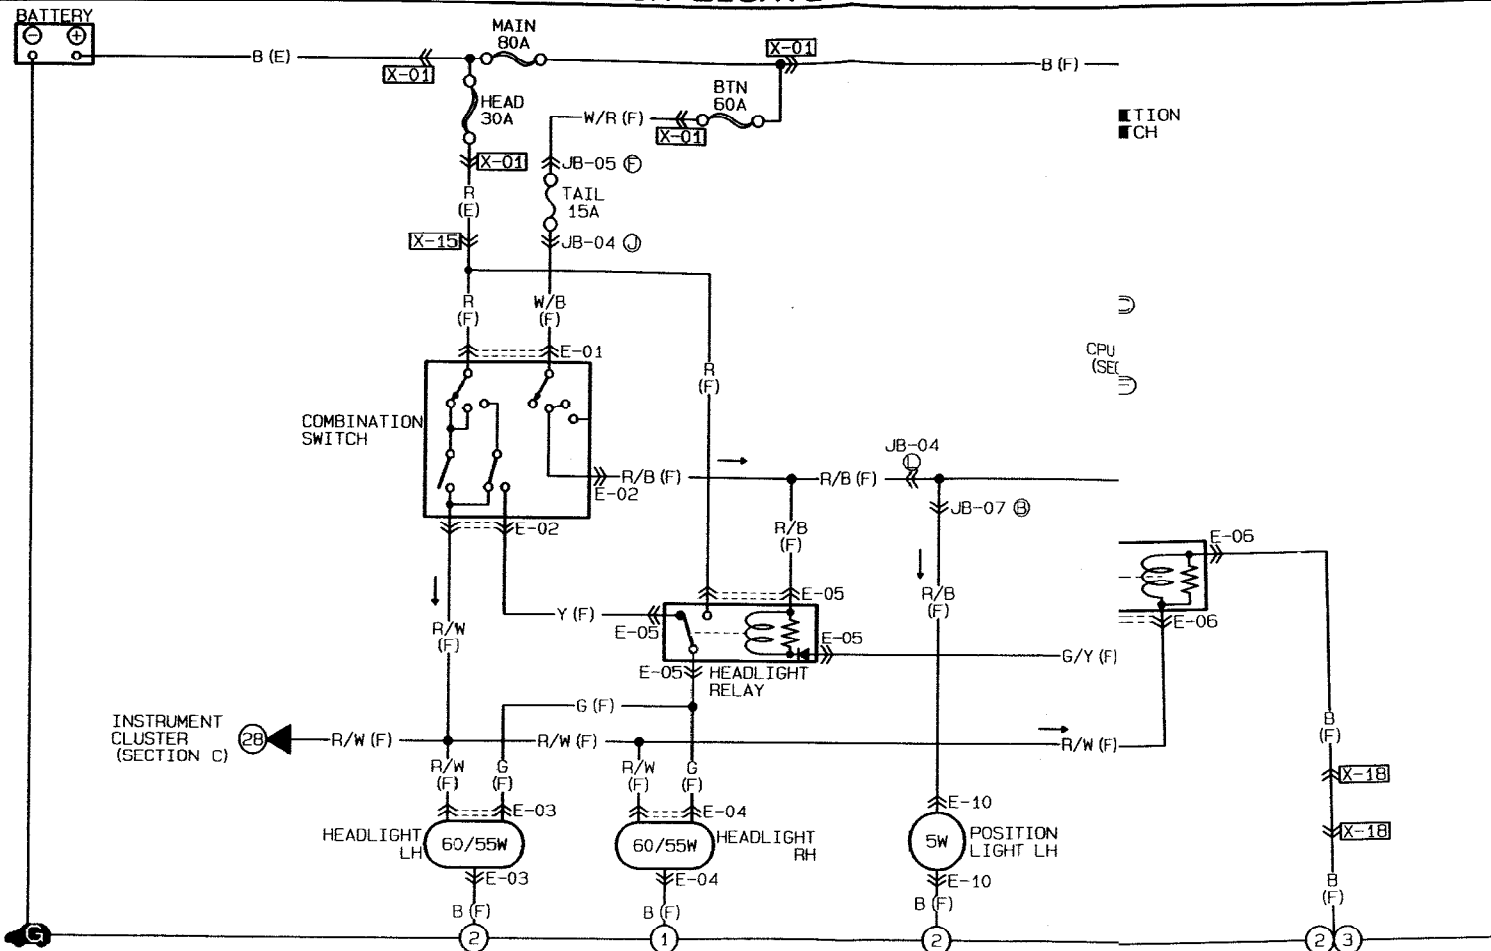 BATTERY
- +
B (E)
X-01
MAIN
80A
X-01
B (F)
HEAD
30A
BTN
60A
W/R (F)
X-01
TION
TCH
X-01
JB-05 F
R
(E)
TAIL
15A
X-15
JB-04 J
R
(F)
W/B
(F)
E-01
R
(F)
CPU
COMBINATION
SWITCH
JB-04
L
R/B (F)
E-02
R/B (F)
JB-07 B
E-02
R/B
(F)
E-06
E-05
R/B
(F)
Y (F)
E-05
E-05
E-06
R/W
(F)
E-05
HEADLIGHT
RELAY
G/Y (F)
G (F)
INSTRUMENT
CLUSTER
(SECTION C)
28
R/W (F)
R/W (F)
R/W (F)
B
(F)
R/W
(F)
G
(F)
R/W
(F)
G
(F)
X-18
E-03
E-04
E-10
HEADLIGHT
LH
60/55W
60/55W
HEADLIGHT
RH
5W
POSITION
LIGHT LH
X-18
E-03
E-04
E-10
B
(F)
B (F)
B (F)
B (F)
G
2
1
2
2 3